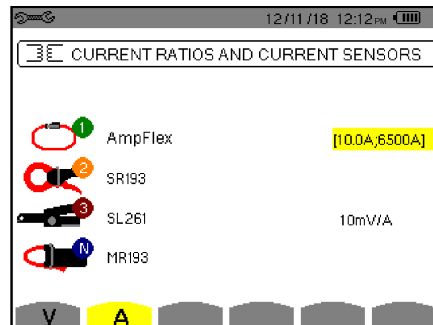 12/11/18 12:12PM
CURRENT RATIOS AND CURRENT SENSORS
1 AmpFlex [10.0A;6500A]
2 SR193
3 SL261 10mV/A
N MR193
V A